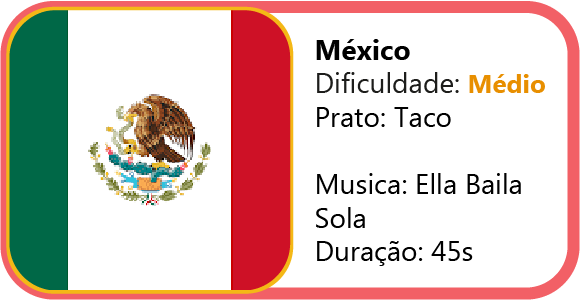 México
Dificuldade: Médio
Prato: Taco
Musica: Ella Baila
Sola
Duração: 45s